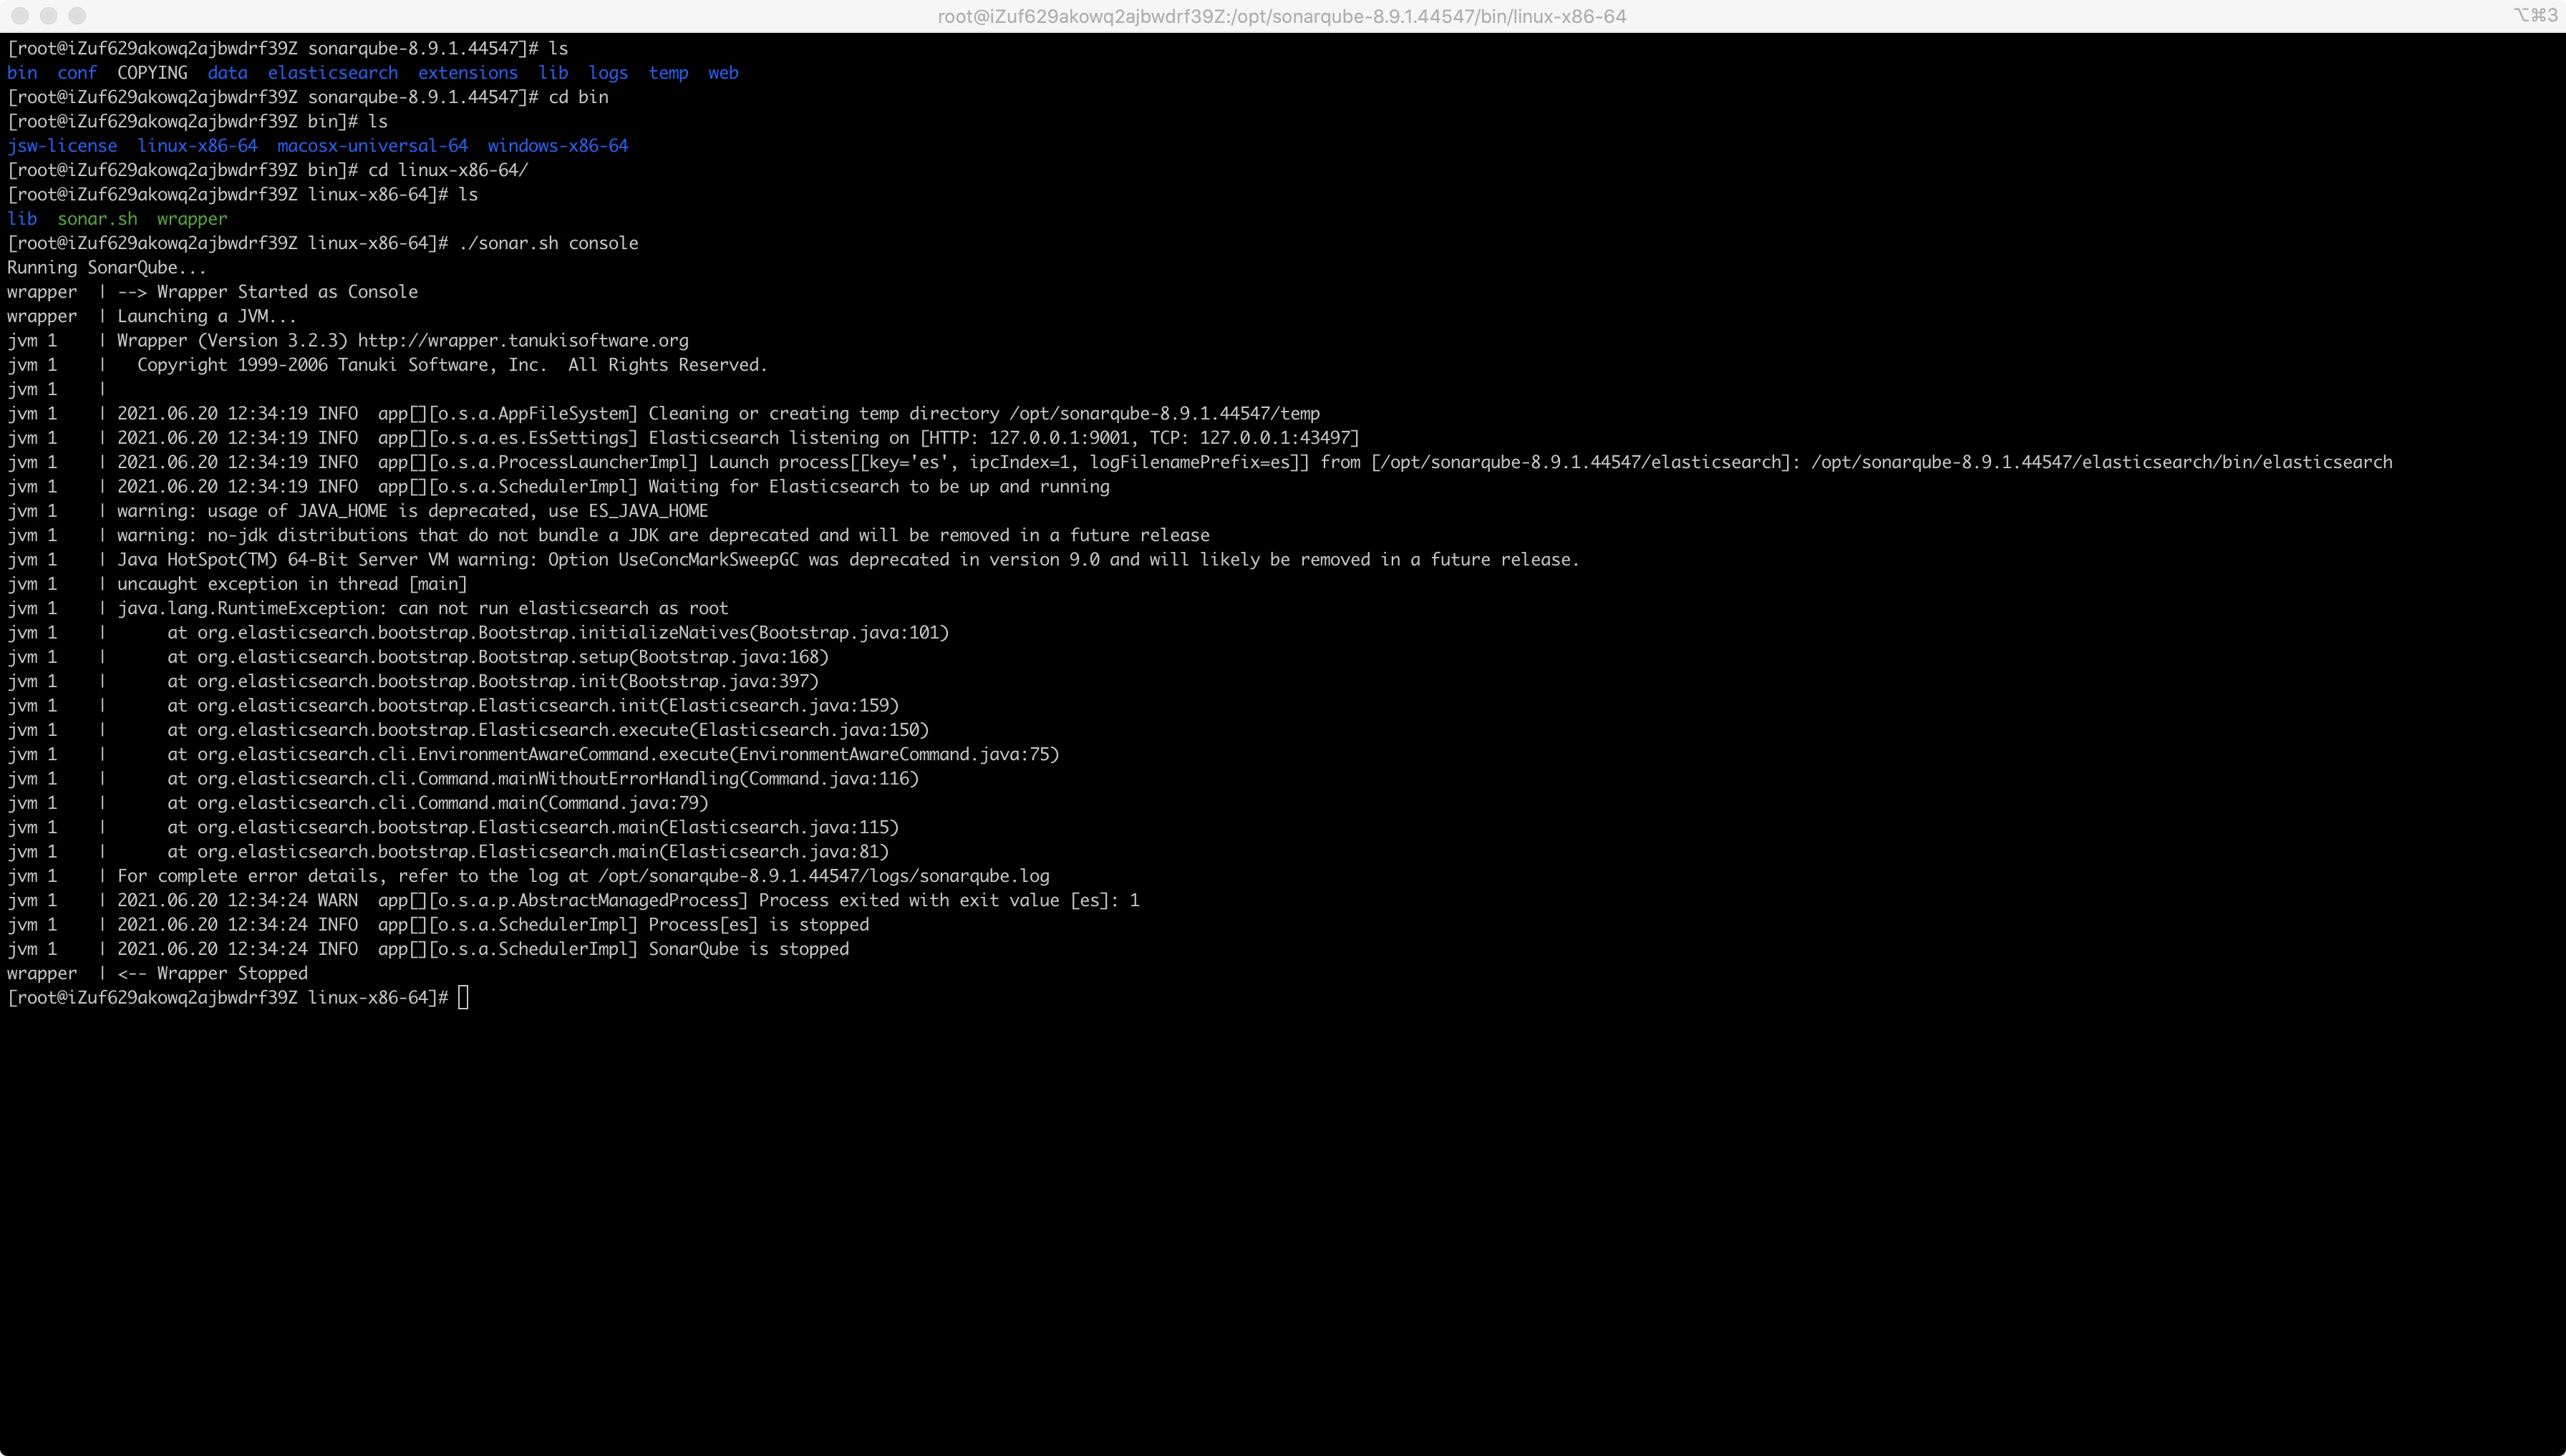 root@iZuf629akowq2ajbwdrf39Z:/opt/sonarqube-8.9.1.44547/bin/linux-x86-64 ⌥⌘3
[root@iZuf629akowq2ajbwdrf39Z sonarqube-8.9.1.44547]# ls
bin  conf  COPYING  data  elasticsearch  extensions  lib  logs  temp  web
[root@iZuf629akowq2ajbwdrf39Z sonarqube-8.9.1.44547]# cd bin
[root@iZuf629akowq2ajbwdrf39Z bin]# ls
jsw-license  linux-x86-64  macosx-universal-64  windows-x86-64
[root@iZuf629akowq2ajbwdrf39Z bin]# cd linux-x86-64/
[root@iZuf629akowq2ajbwdrf39Z linux-x86-64]# ls
lib  sonar.sh  wrapper
[root@iZuf629akowq2ajbwdrf39Z linux-x86-64]# ./sonar.sh console
Running SonarQube...
wrapper  | --> Wrapper Started as Console
wrapper  | Launching a JVM...
jvm 1    | Wrapper (Version 3.2.3) http://wrapper.tanukisoftware.org
jvm 1    |   Copyright 1999-2006 Tanuki Software, Inc.  All Rights Reserved.
jvm 1    |
jvm 1    | 2021.06.20 12:34:19 INFO  app[][o.s.a.AppFileSystem] Cleaning or creating temp directory /opt/sonarqube-8.9.1.44547/temp
jvm 1    | 2021.06.20 12:34:19 INFO  app[][o.s.a.es.EsSettings] Elasticsearch listening on [HTTP: 127.0.0.1:9001, TCP: 127.0.0.1:43497]
jvm 1    | 2021.06.20 12:34:19 INFO  app[][o.s.a.ProcessLauncherImpl] Launch process[[key='es', ipcIndex=1, logFilenamePrefix=es]] from [/opt/sonarqube-8.9.1.44547/elasticsearch]: /opt/sonarqube-8.9.1.44547/elasticsearch/bin/elasticsearch
jvm 1    | 2021.06.20 12:34:19 INFO  app[][o.s.a.SchedulerImpl] Waiting for Elasticsearch to be up and running
jvm 1    | warning: usage of JAVA_HOME is deprecated, use ES_JAVA_HOME
jvm 1    | warning: no-jdk distributions that do not bundle a JDK are deprecated and will be removed in a future release
jvm 1    | Java HotSpot(TM) 64-Bit Server VM warning: Option UseConcMarkSweepGC was deprecated in version 9.0 and will likely be removed in a future release.
jvm 1    | uncaught exception in thread [main]
jvm 1    | java.lang.RuntimeException: can not run elasticsearch as root
jvm 1    |      at org.elasticsearch.bootstrap.Bootstrap.initializeNatives(Bootstrap.java:101)
jvm 1    |      at org.elasticsearch.bootstrap.Bootstrap.setup(Bootstrap.java:168)
jvm 1    |      at org.elasticsearch.bootstrap.Bootstrap.init(Bootstrap.java:397)
jvm 1    |      at org.elasticsearch.bootstrap.Elasticsearch.init(Elasticsearch.java:159)
jvm 1    |      at org.elasticsearch.bootstrap.Elasticsearch.execute(Elasticsearch.java:150)
jvm 1    |      at org.elasticsearch.cli.EnvironmentAwareCommand.execute(EnvironmentAwareCommand.java:75)
jvm 1    |      at org.elasticsearch.cli.Command.mainWithoutErrorHandling(Command.java:116)
jvm 1    |      at org.elasticsearch.cli.Command.main(Command.java:79)
jvm 1    |      at org.elasticsearch.bootstrap.Elasticsearch.main(Elasticsearch.java:115)
jvm 1    |      at org.elasticsearch.bootstrap.Elasticsearch.main(Elasticsearch.java:81)
jvm 1    | For complete error details, refer to the log at /opt/sonarqube-8.9.1.44547/logs/sonarqube.log
jvm 1    | 2021.06.20 12:34:24 WARN  app[][o.s.a.p.AbstractManagedProcess] Process exited with exit value [es]: 1
jvm 1    | 2021.06.20 12:34:24 INFO  app[][o.s.a.SchedulerImpl] Process[es] is stopped
jvm 1    | 2021.06.20 12:34:24 INFO  app[][o.s.a.SchedulerImpl] SonarQube is stopped
wrapper  | <-- Wrapper Stopped
[root@iZuf629akowq2ajbwdrf39Z linux-x86-64]#